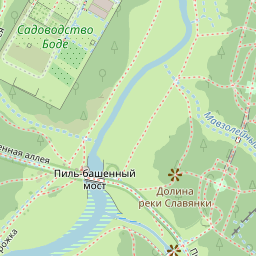 Садоводство
Боде
Мавзолейный
енная аллея
Пиль-башенный
мост
Долина
реки Славянки